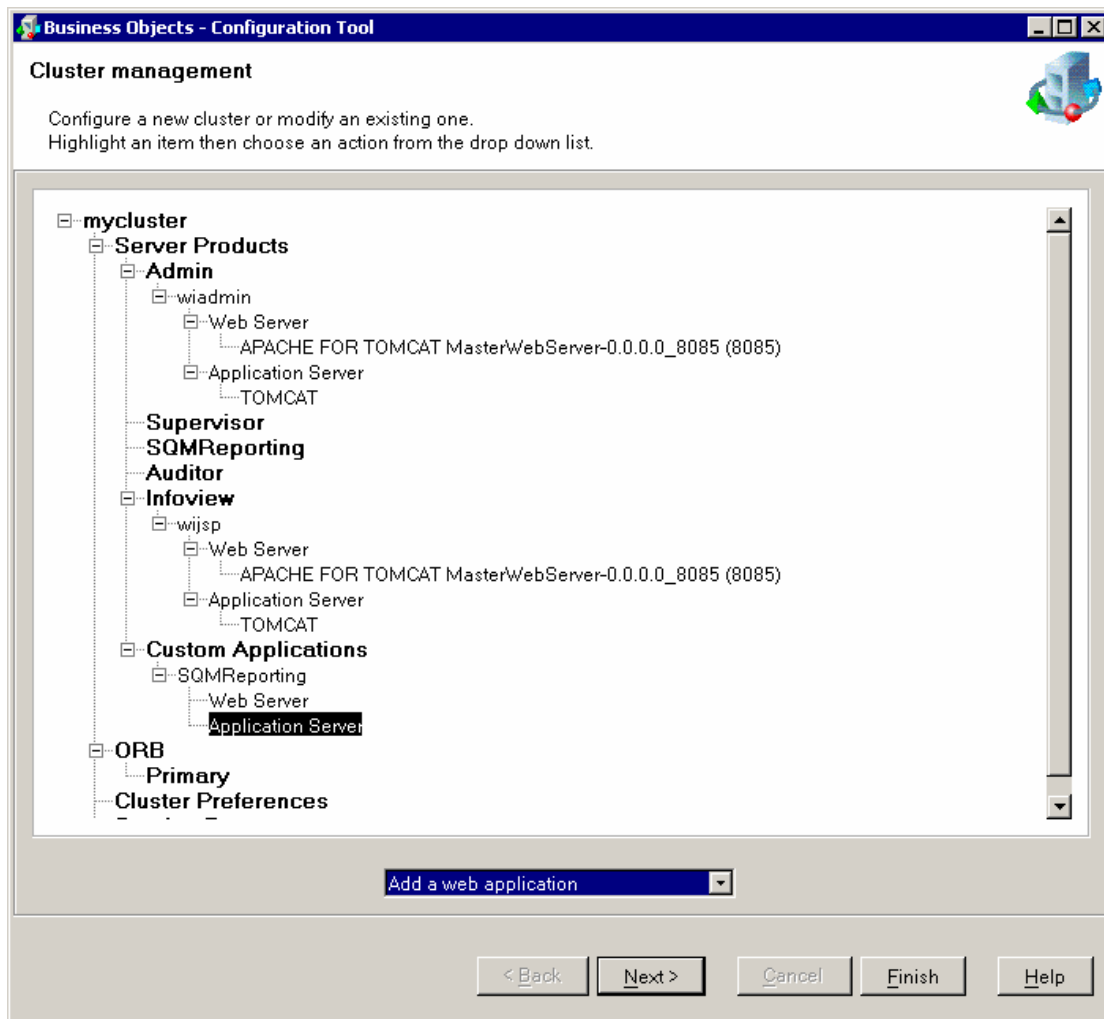 Business Objects - Configuration Tool
Cluster management
Configure a new cluster or modify an existing one.
Highlight an item then choose an action from the drop down list.
mycluster
Server Products
Admin
wiadmin
Web Server
APACHE FOR TOMCAT MasterWebServer-0.0.0.0_8085 (8085)
Application Server
TOMCAT
Supervisor
SQMReporting
Auditor
Infoview
wijsp
Web Server
APACHE FOR TOMCAT MasterWebServer-0.0.0.0_8085 (8085)
Application Server
TOMCAT
Custom Applications
SQMReporting
Web Server
Application Server
ORB
Primary
Cluster Preferences
Add a web application
< Back Next > Cancel Finish Help